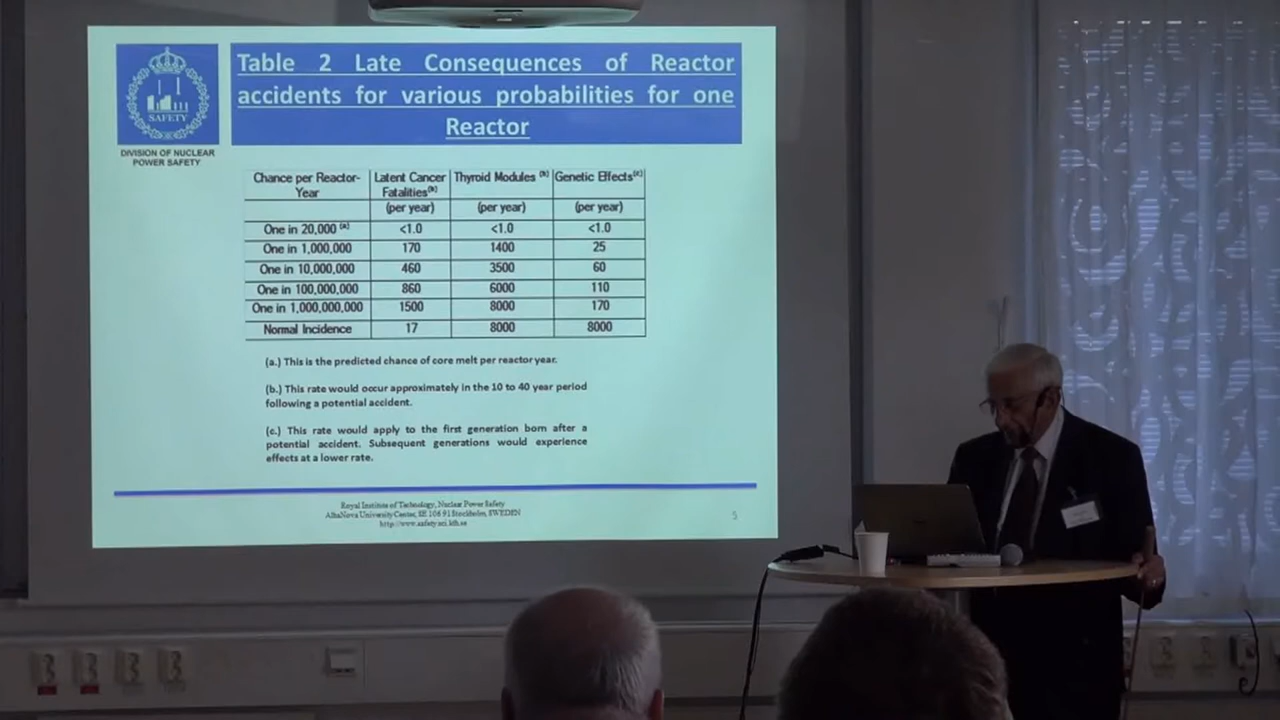 SAFETY
DIVISION OF NUCLEAR
POWER SAFETY
Table 2 Late Consequences of Reactor
accidents for various probabilities for one
Reactor
Chance per Reactor- Latent Cancer Thyroid Modules (b) Genetic Effects(c)
Year Fatalities(b)
(per year) (per year) (per year)
One in 20,000 (a) <1.0 <1.0 <1.0
One in 1,000,000 170 1400 25
One in 10,000,000 460 3500 60
One in 100,000,000 860 6000 110
One in 1,000,000,000 1500 8000 170
Normal Incidence 17 8000 8000
(a.) This is the predicted chance of core melt per reactor year.
(b.) This rate would occur approximately in the 10 to 40 year period
following a potential accident.
(c.) This rate would apply to the first generation born after a
potential accident. Subsequent generations would experience
effects at a lower rate.
Royal Institute of Technology, Nuclear Power Safety
AlbaNova University Center, SE 106 91 Stockholm, SWEDEN
http://www.safety.sci.kth.se
5